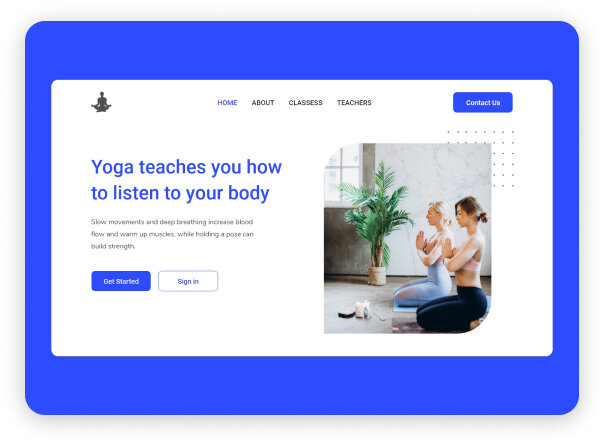 HOME ABOUT CLASSESS TEACHERS Contact Us
Yoga teaches you how
to listen to your body
Slow movements and deep breathing increase blood
flow and warm up muscles, while holding a pose can
build strength.
Get Started Sign in